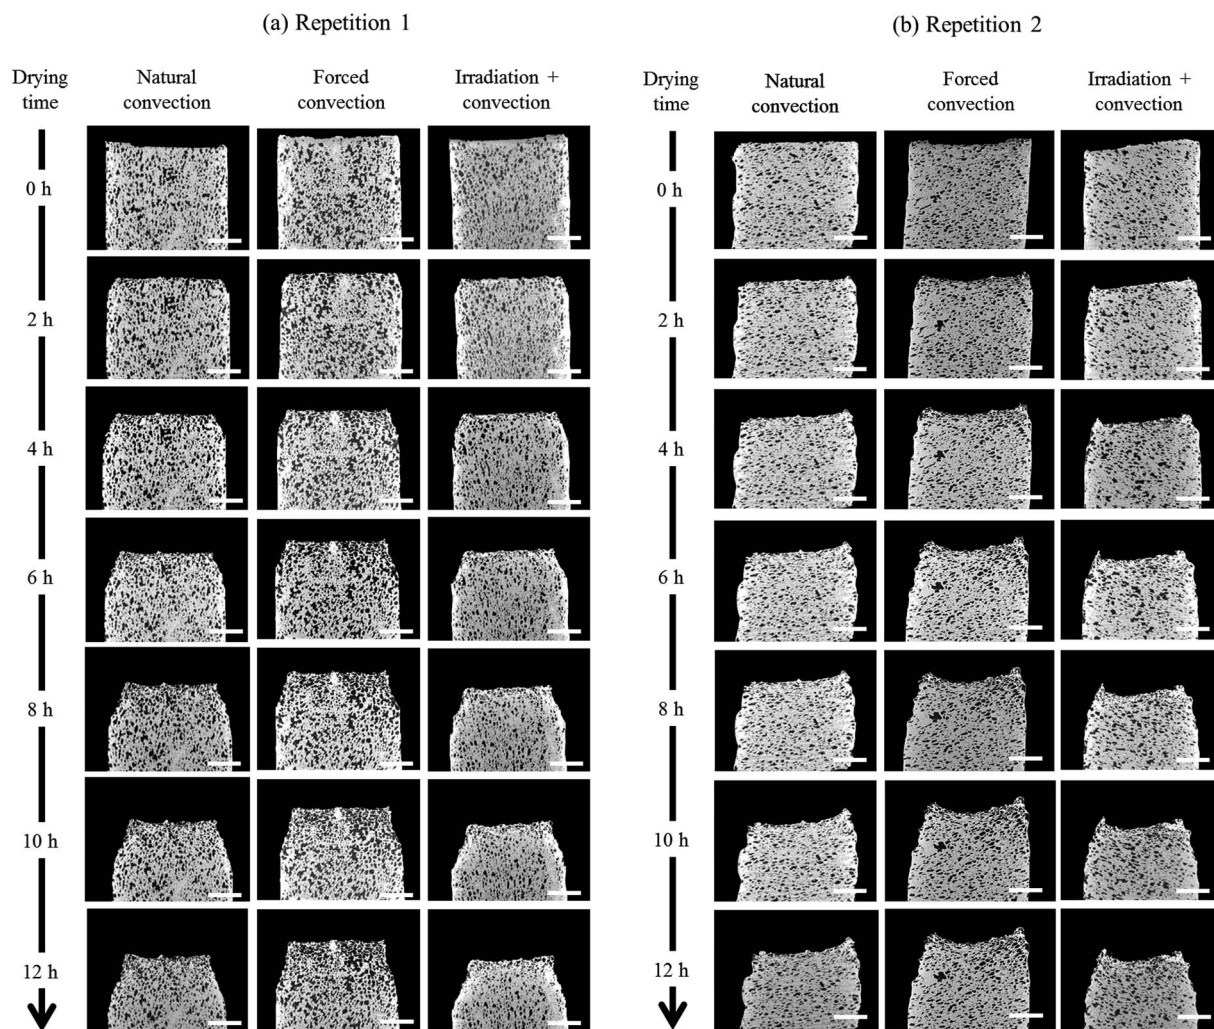 (a) Repetition 1
Drying
time
Natural
convection
Forced
convection
Irradiation +
convection
0 h
2 h
4 h
6 h
8 h
10 h
12 h
(b) Repetition 2
Drying
time
Natural
convection
Forced
convection
Irradiation +
convection
0 h
2 h
4 h
6 h
8 h
10 h
12 h